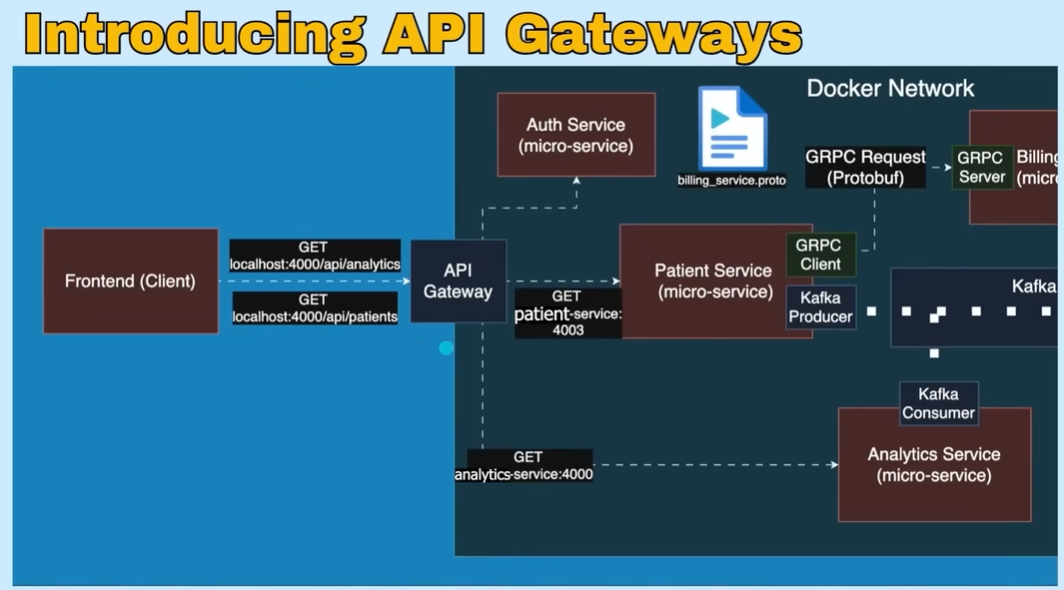 Introducing API Gateways
Docker Network
Auth Service
(micro-service)
billing_service.proto
GRPC Request
(Protobuf)
GRPC
Server
Billing
(micro
Frontend (Client)
GET
localhost:4000/api/analytics
GET
localhost:4000/api/patients
API
Gateway
GET
patient-service:
4003
Patient Service
(micro-service)
GRPC
Client
Kafka
Producer
Kafka
Kafka
Consumer
GET
analytics-service:4000
Analytics Service
(micro-service)